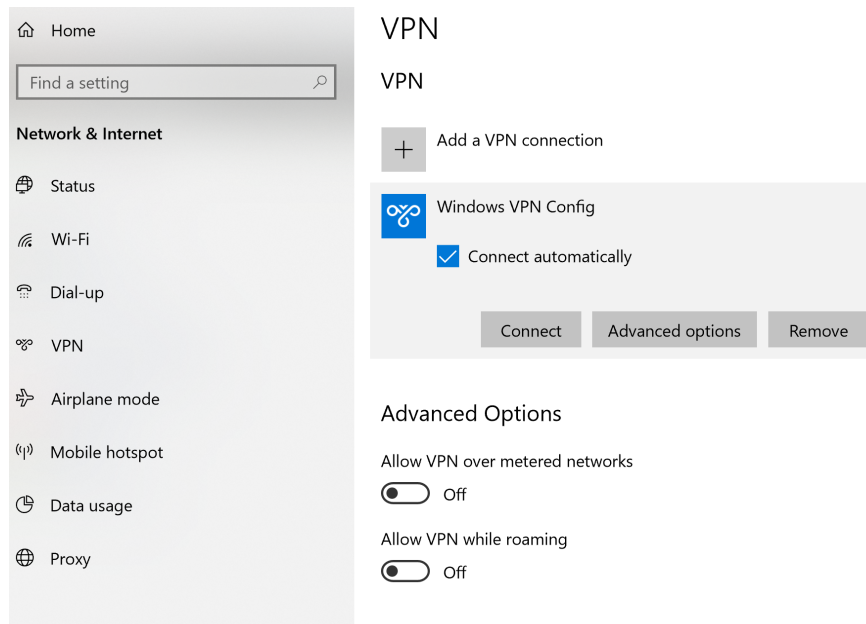 Home
Find a setting
Network & Internet
Status
Wi-Fi
Dial-up
VPN
Airplane mode
Mobile hotspot
Data usage
Proxy
VPN
VPN
Add a VPN connection
Windows VPN Config
Connect automatically
Connect Advanced options Remove
Advanced Options
Allow VPN over metered networks
Off
Allow VPN while roaming
Off